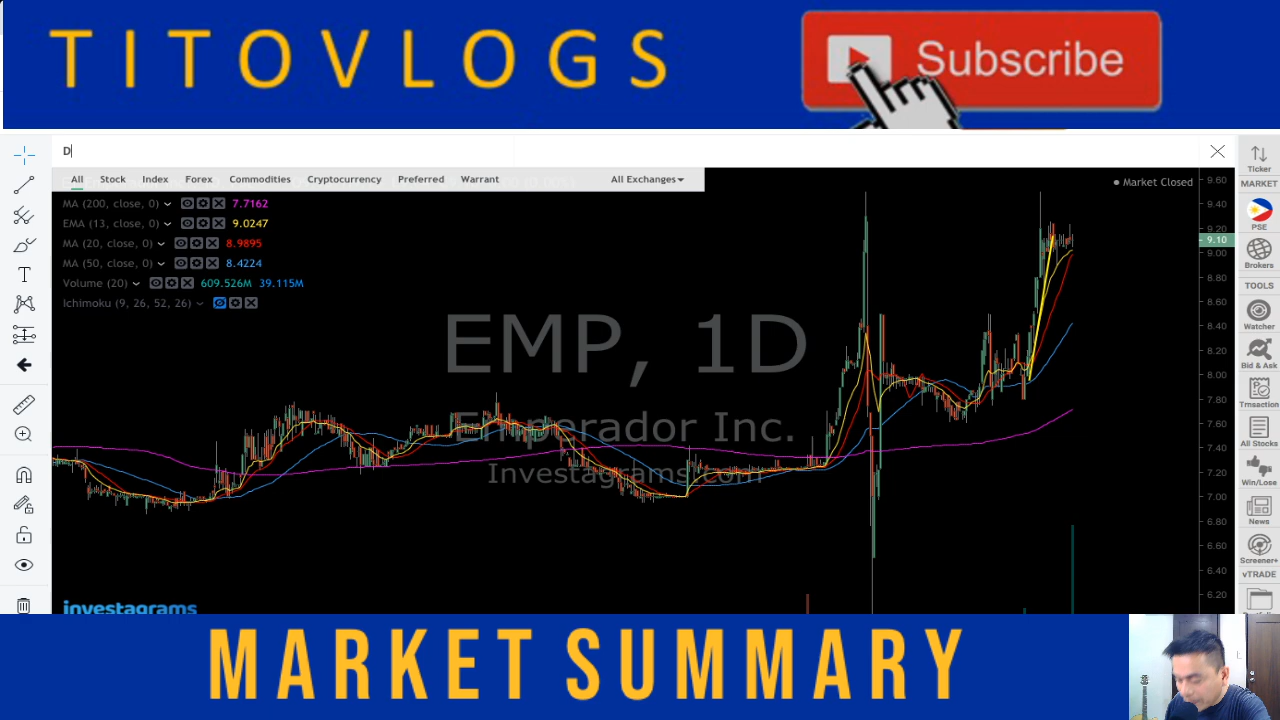 TITOVLOGS
Subscribe
D
All Stock Index Forex Commodities Cryptocurrency Preferred Warrant All Exchanges
MA (200, close, 0) 7.7162
EMA (13, close, 0) 9.0247
MA (20, close, 0) 8.9895
MA (50, close, 0) 8.4224
Volume (20) 609.526M 39.115M
Ichimoku (9, 26, 52, 26)
Market Closed
EMP, 1D
Emperador Inc.
Investagrams.com
investagrams
9.60
9.40
9.20
9.10
9.00
8.80
8.60
8.40
8.20
8.00
7.80
7.60
7.40
7.20
7.00
6.80
6.60
6.40
6.20
Ticker
MARKET
PSE
Brokers
TOOLS
Watcher
Bid & Ask
Trnsaction
All Stocks
Win/Lose
News
Screener+
vTRADE
MARKET SUMMARY